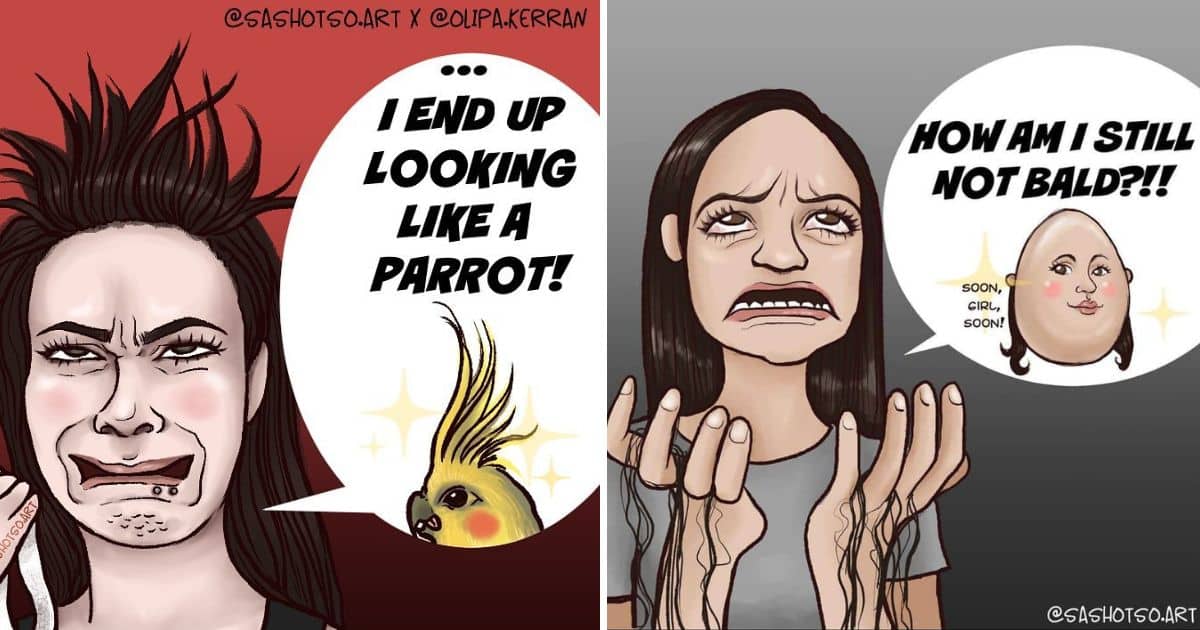 @SASHOTSO.ART X @OLIPA.KERRAN
...
I END UP
LOOKING
LIKE A
PARROT!
HOW AM I STILL
NOT BALD?!!
SOON,
GIRL,
SOON!
@SASHOTSO.ART